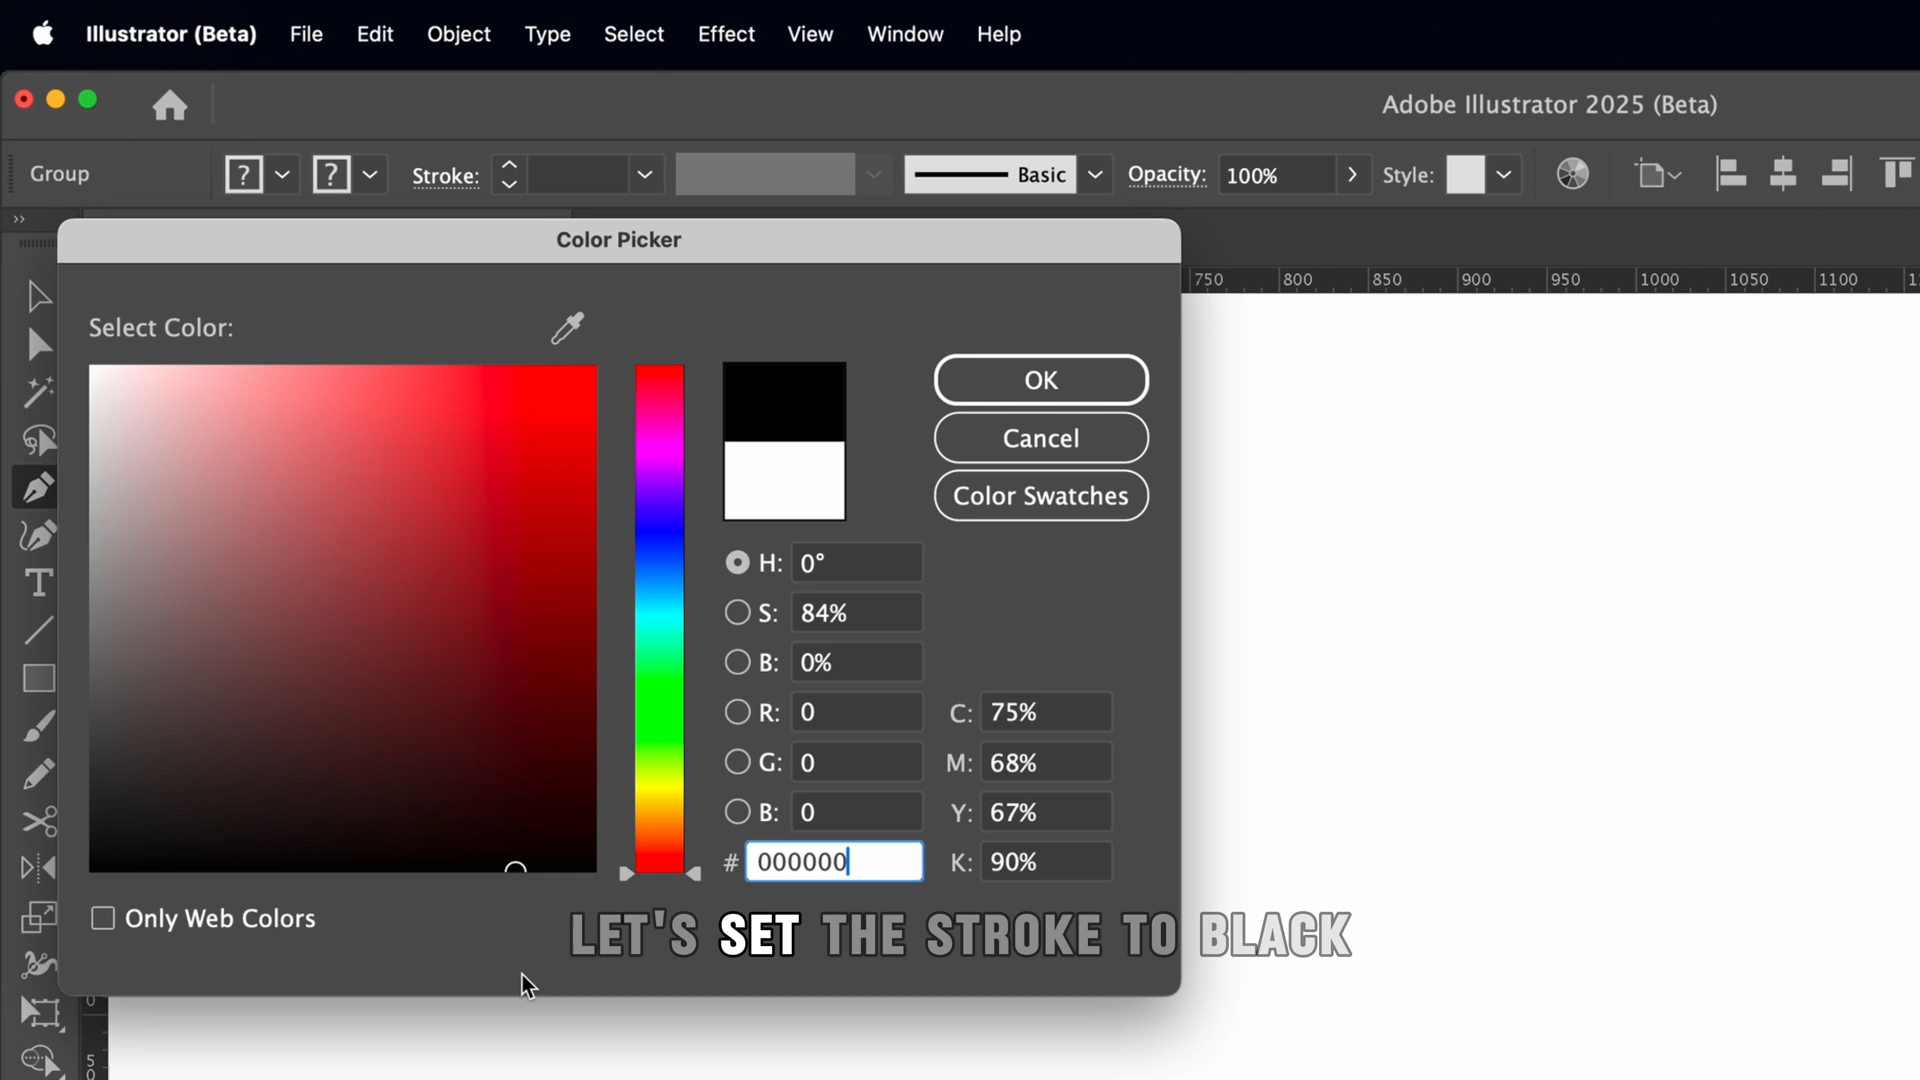 Illustrator (Beta) File Edit Object Type Select Effect View Window Help
Adobe Illustrator 2025 (Beta)
Group ? ? Stroke: Basic Opacity: 100% Style:
Color Picker
750 800 850 900 950 1000 1050 1100
Select Color:
OK
Cancel
Color Swatches
H: 0°
S: 84%
B: 0%
R: 0 C: 75%
G: 0 M: 68%
B: 0 Y: 67%
# 000000 K: 90%
Only Web Colors
LET'S SET THE STROKE TO BLACK
0
5
0